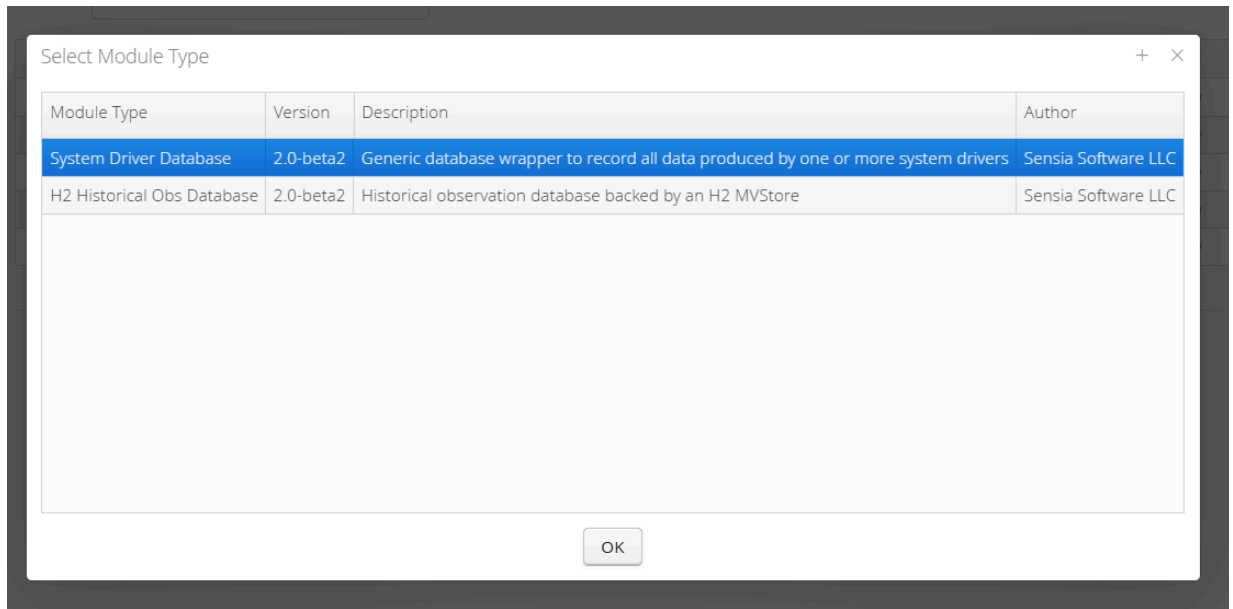 Select Module Type + ×
Module Type Version Description Author
System Driver Database 2.0-beta2 Generic database wrapper to record all data produced by one or more system drivers Sensia Software LLC
H2 Historical Obs Database 2.0-beta2 Historical observation database backed by an H2 MVStore Sensia Software LLC
OK